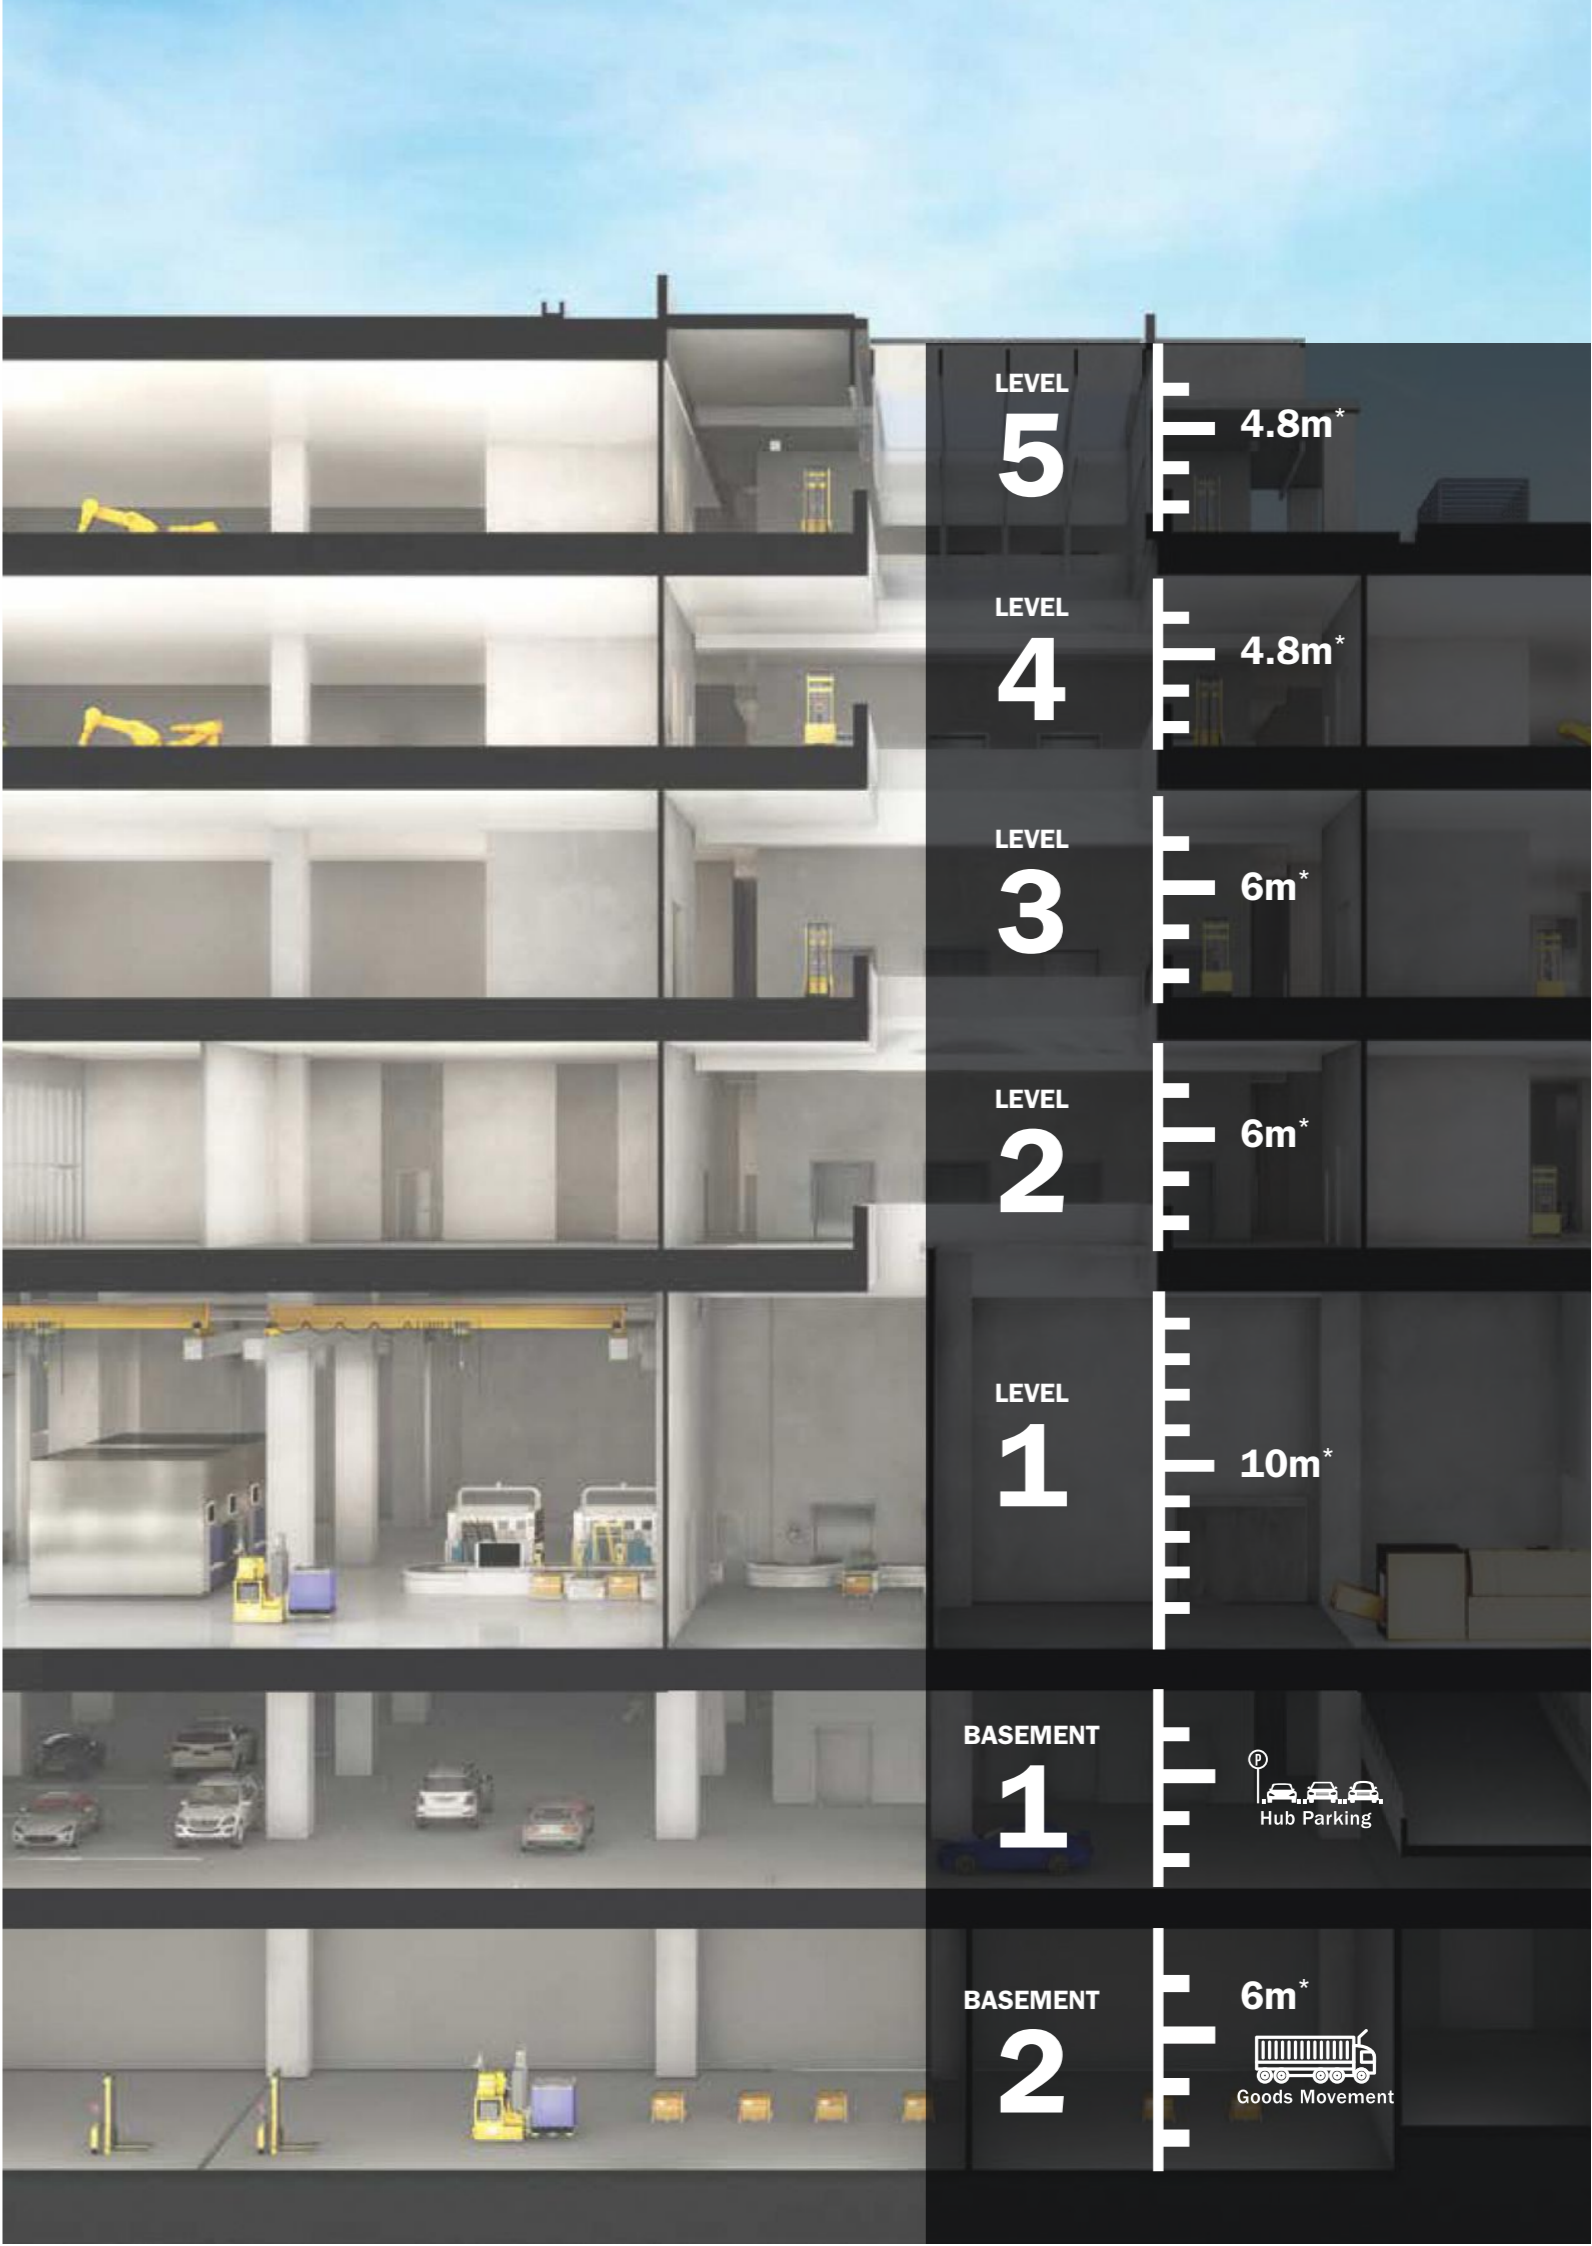 LEVEL
5
4.8m*
LEVEL
4
4.8m*
LEVEL
3
6m*
LEVEL
2
6m*
LEVEL
1
10m*
BASEMENT
1
P
Hub Parking
BASEMENT
2
6m*
Goods Movement